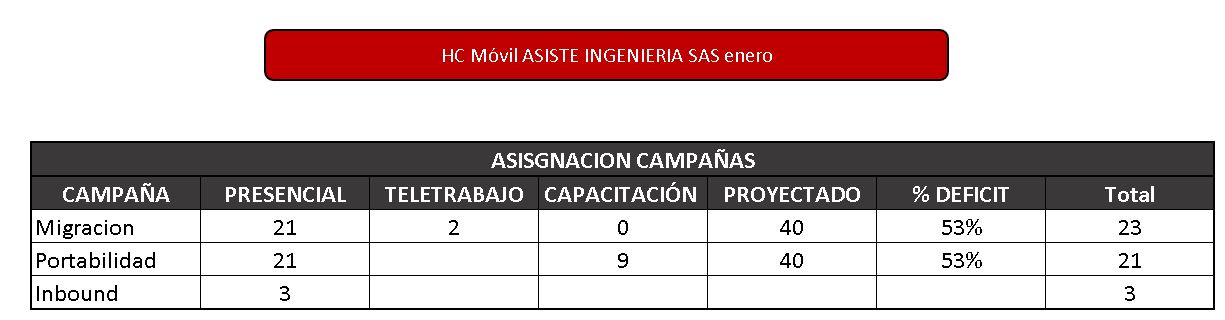 HC Móvil ASISTE INGENIERIA SAS enero
ASISGNACION CAMPAÑAS
CAMPAÑA PRESENCIAL TELETRABAJO CAPACITACIÓN PROYECTADO % DEFICIT Total
Migracion 21 2 0 40 53% 23
Portabilidad 21 9 40 53% 21
Inbound 3 3